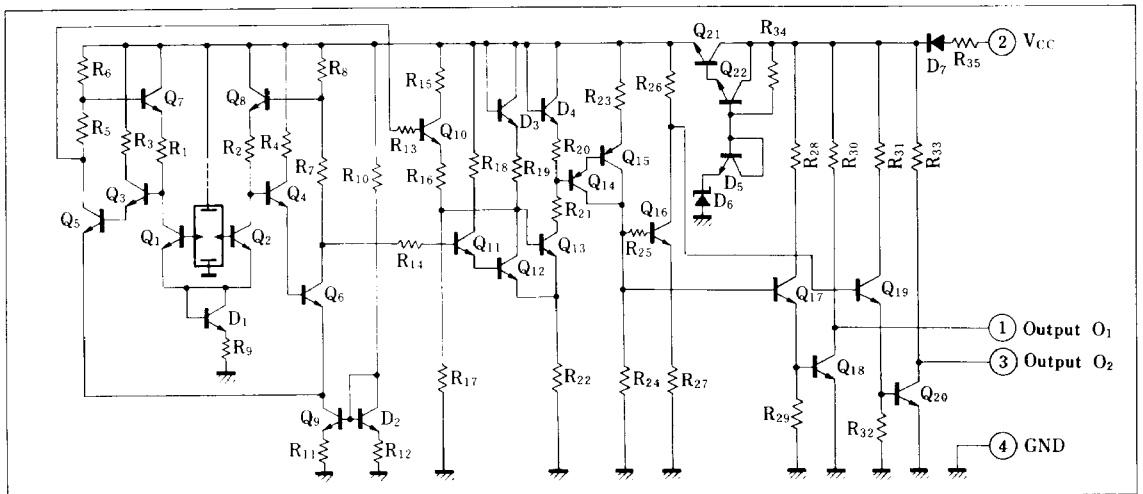 Q21 R34
2 VCC
D7 R35
R6 R8 R15 Q22 R26 R23
Q7 Q8 D3 D4
R5 R3 R1 R2 R4 R7 R10 R13 Q10 R18 R19 R20 Q15 R28 R30 R31 R33
R16 Q14 D5
Q3 Q4 R21 D6
Q5 Q1 Q2 R14 Q11 Q12 Q13 R25 Q16
Q6 Q17 Q19
D1
1 Output O1
R9 R17 R22 R24 R27 Q18 3 Output O2
Q9 D2 R29 R32 Q20
R11 R12 4 GND